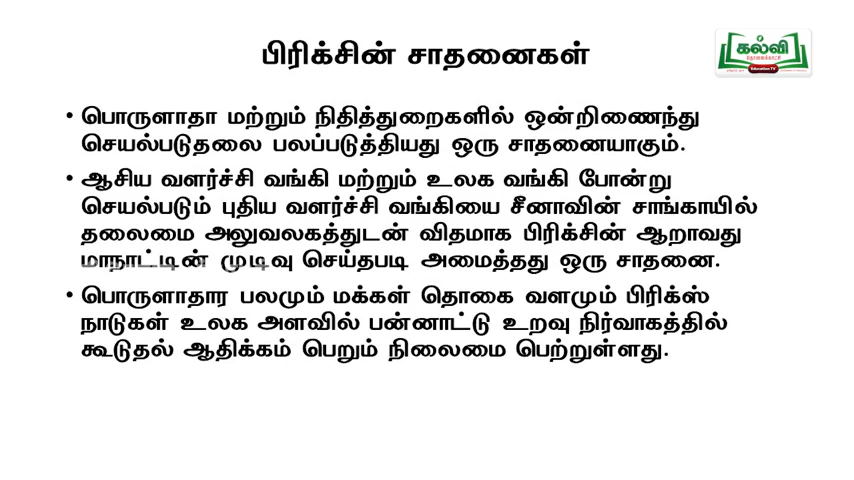 பிரிக்சின் சாதனைகள்
கல்வி
தொலைக்காட்சி
Education TV
• பொருளாதா மற்றும் நிதித்துறைகளில் ஒன்றிணைந்து
செயல்படுதலை பலப்படுத்தியது ஒரு சாதனையாகும்.
• ஆசிய வளர்ச்சி வங்கி மற்றும் உலக வங்கி போன்று
செயல்படும் புதிய வளர்ச்சி வங்கியை சீனாவின் சாங்காயில்
தலைமை அலுவலகத்துடன் விதமாக பிரிக்சின் ஆறாவது
மாநாட்டின் முடிவு செய்தபடி அமைத்தது ஒரு சாதனை.
• பொருளாதார பலமும் மக்கள் தொகை வளமும் பிரிக்ஸ்
நாடுகள் உலக அளவில் பன்னாட்டு உறவு நிர்வாகத்தில்
கூடுதல் ஆதிக்கம் பெறும் நிலைமை பெற்றுள்ளது.